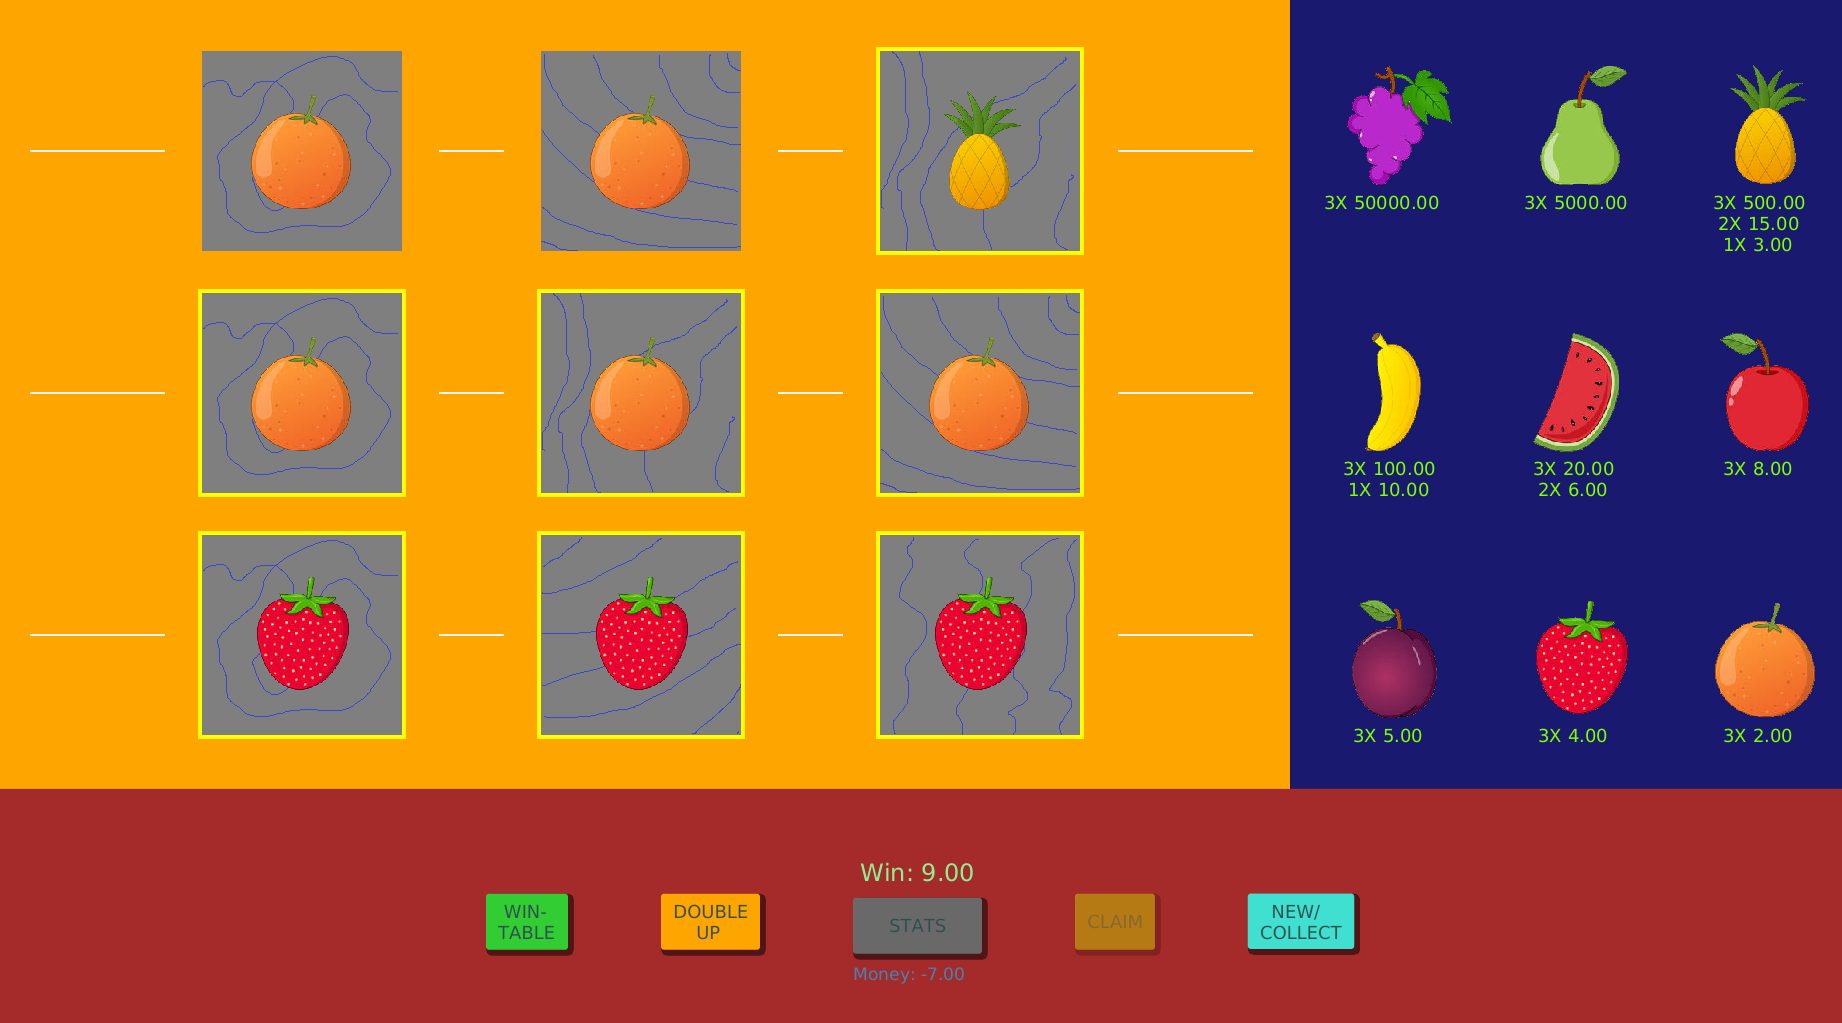 3X 50000.00
3X 5000.00
3X 500.00
2X 15.00
1X 3.00
3X 100.00
1X 10.00
3X 20.00
2X 6.00
3X 8.00
3X 5.00
3X 4.00
3X 2.00
Win: 9.00
WIN-
TABLE
DOUBLE
UP
STATS
CLAIM
NEW/
COLLECT
Money: -7.00